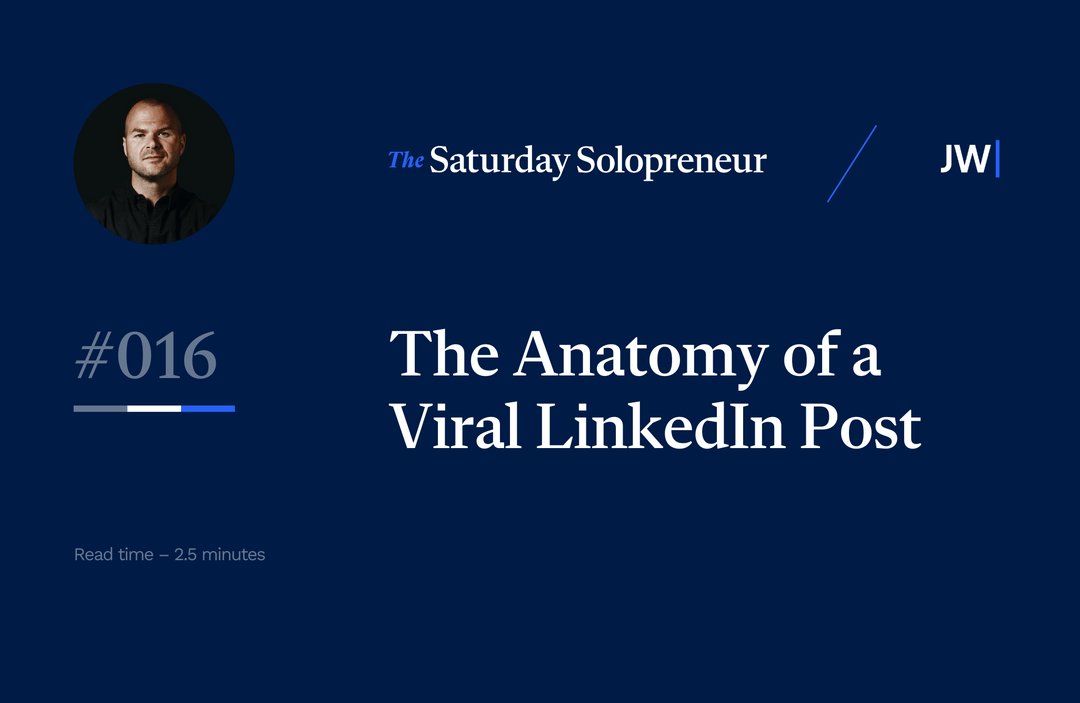 The Saturday Solopreneur
JW
#016
The Anatomy of a
Viral LinkedIn Post
Read time – 2.5 minutes